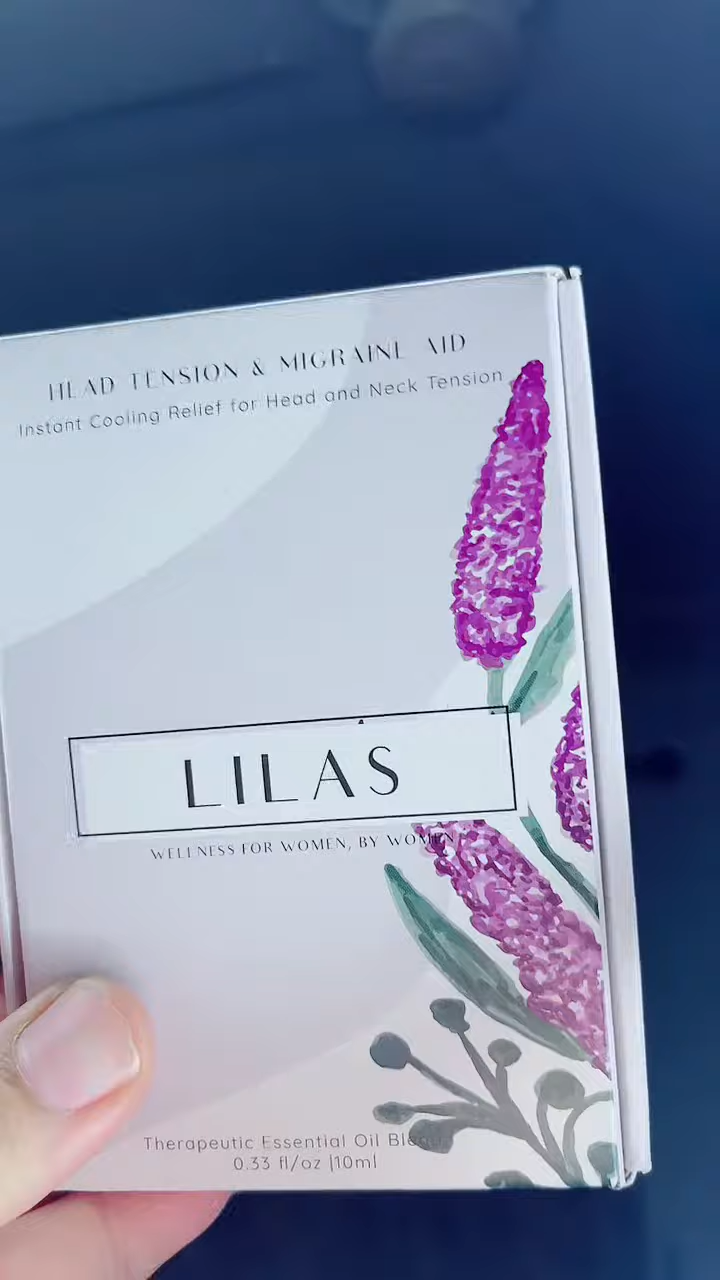 HEAD TENSION & MIGRAINE AID
Instant Cooling Relief for Head and Neck Tension
LILAS
WELLNESS FOR WOMEN, BY WOMEN
Therapeutic Essential Oil Blend
0.33 fl/oz |10ml